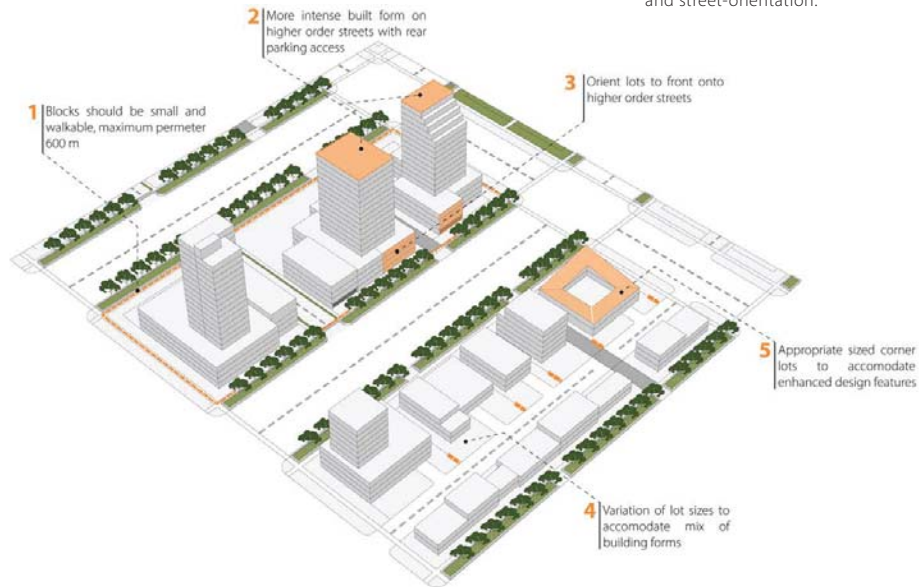 and street-orientation.
2 More intense built form on
higher order streets with rear
parking access
3 Orient lots to front onto
higher order streets
1 Blocks should be small and
walkable, maximum permeter
600 m
5 Appropriate sized corner
lots to accomodate
enhanced design features
4 Variation of lot sizes to
accomodate mix of
building forms